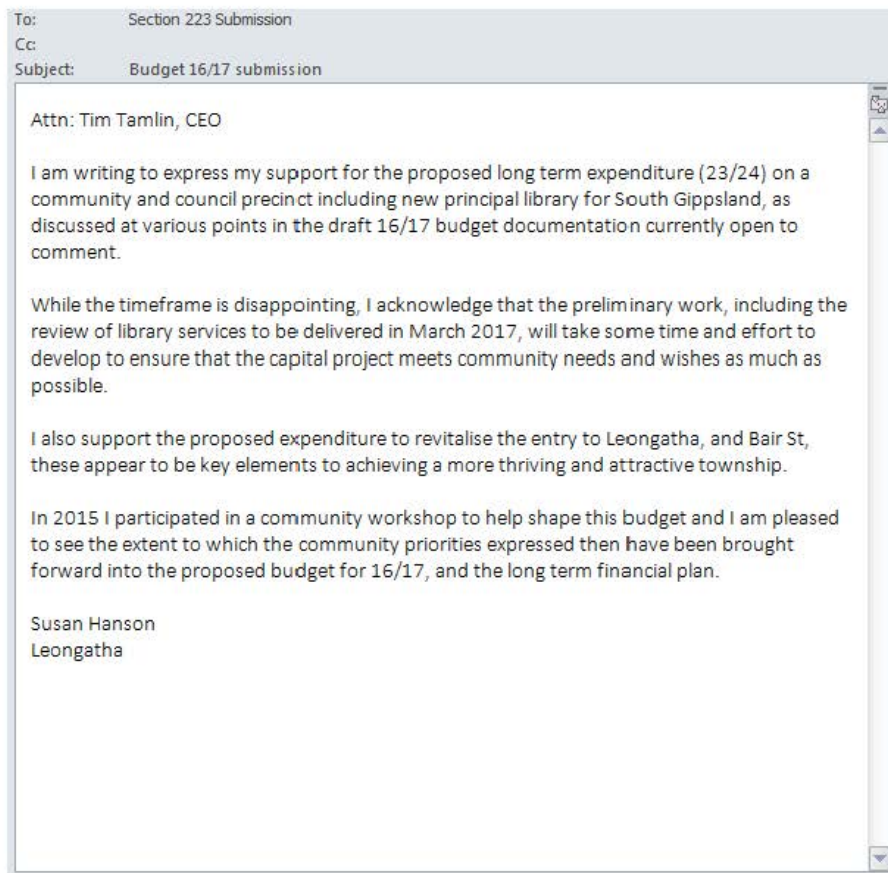 To: Section 223 Submission
Cc:
Subject: Budget 16/17 submission
Attn: Tim Tamlin, CEO
I am writing to express my support for the proposed long term expenditure (23/24) on a
community and council precinct including new principal library for South Gippsland, as
discussed at various points in the draft 16/17 budget documentation currently open to
comment.
While the timeframe is disappointing, I acknowledge that the preliminary work, including the
review of library services to be delivered in March 2017, will take some time and effort to
develop to ensure that the capital project meets community needs and wishes as much as
possible.
I also support the proposed expenditure to revitalise the entry to Leongatha, and Bair St,
these appear to be key elements to achieving a more thriving and attractive township.
In 2015 I participated in a community workshop to help shape this budget and I am pleased
to see the extent to which the community priorities expressed then have been brought
forward into the proposed budget for 16/17, and the long term financial plan.
Susan Hanson
Leongatha